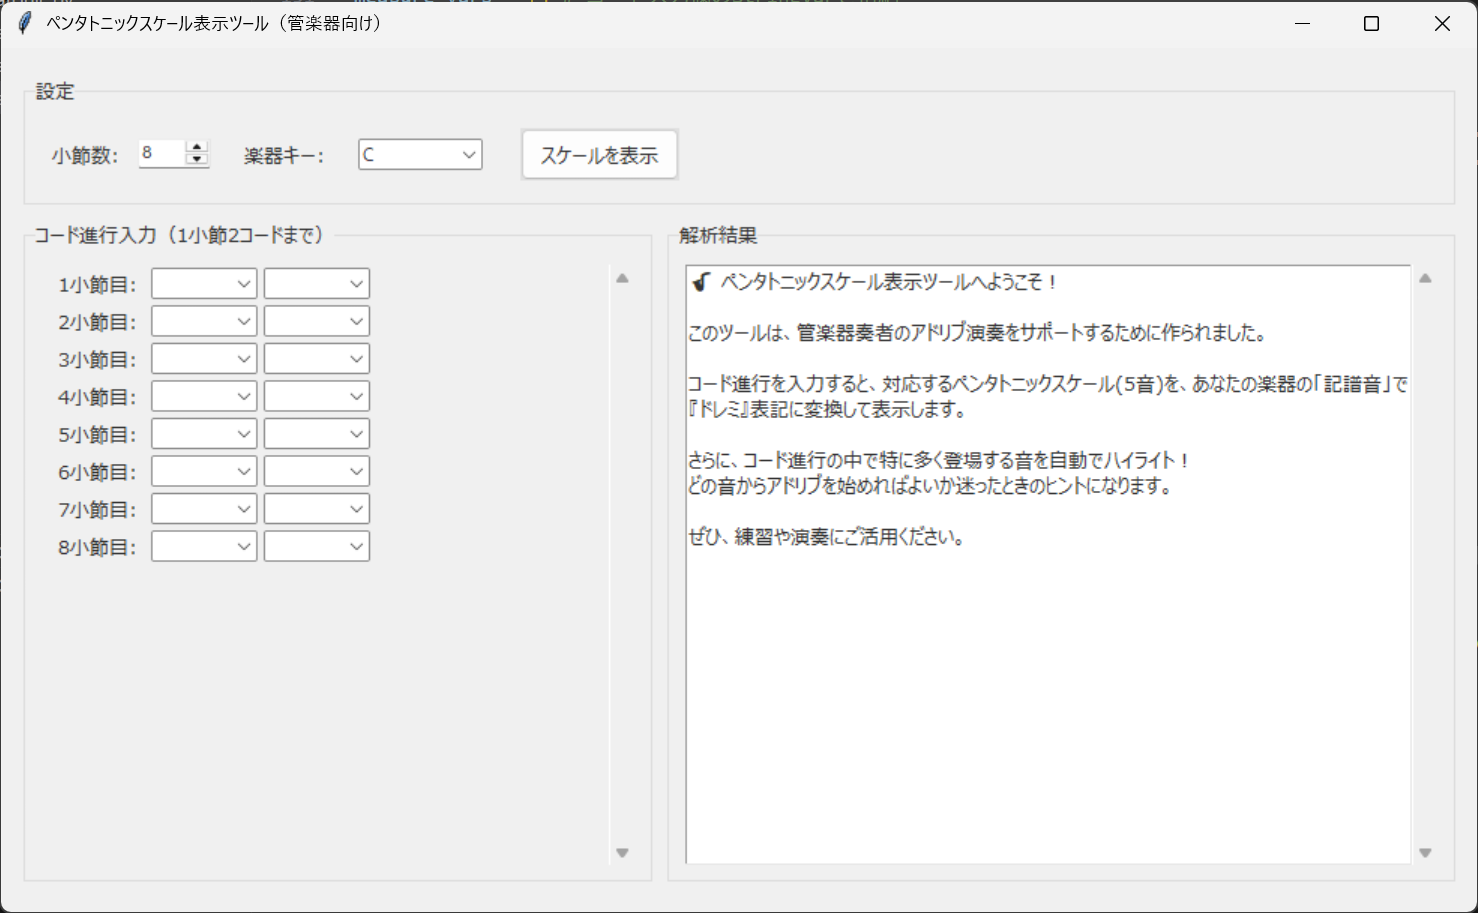 ペンタトニックスケール表示ツール（管楽器向け）
設定
小節数:
8
楽器キー:
C
スケールを表示
コード進行入力（1小節2コードまで）
1小節目:
2小節目:
3小節目:
4小節目:
5小節目:
6小節目:
7小節目:
8小節目:
解析結果
🎷 ペンタトニックスケール表示ツールへようこそ！
このツールは、管楽器奏者のアドリブ演奏をサポートするために作られました。
コード進行を入力すると、対応するペンタトニックスケール(5音)を、あなたの楽器の「記譜音」で
『ドレミ』表記に変換して表示します。
さらに、コード進行の中で特に多く登場する音を自動でハイライト！
どの音からアドリブを始めればよいか迷ったときのヒントになります。
ぜひ、練習や演奏にご活用ください。